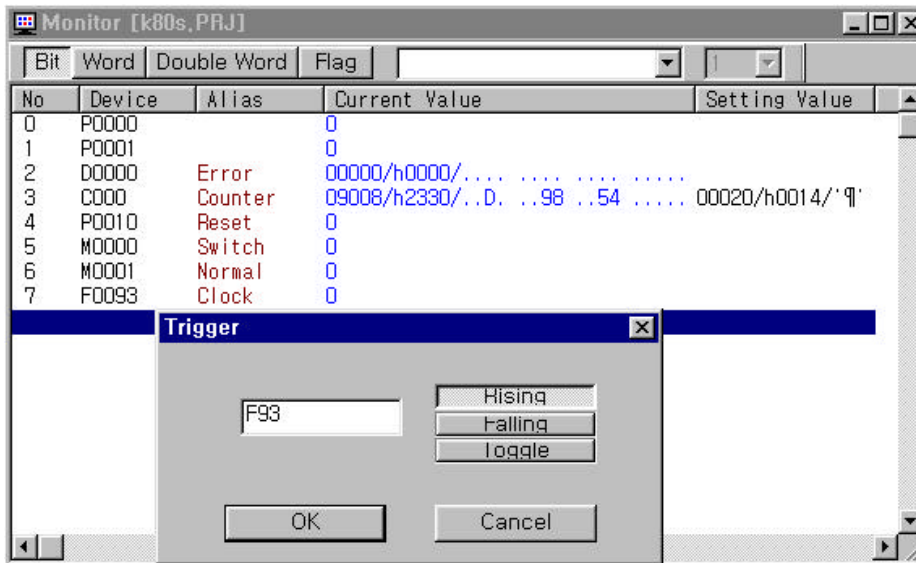 Monitor [k80s,PRJ]
Bit Word Double Word Flag 1
No Device Alias Current Value Setting Value
0 P0000 0
1 P0001 0
2 D0000 Error 00000/h0000/.... .... .... .....
3 C000 Counter 09008/h2330/..D. ..98 ..54 ..... 00020/h0014/'¶'
4 P0010 Reset 0
5 M0000 Switch 0
6 M0001 Normal 0
7 F0093 Clock 0
Trigger
F93
Rising
Falling
Toggle
OK Cancel